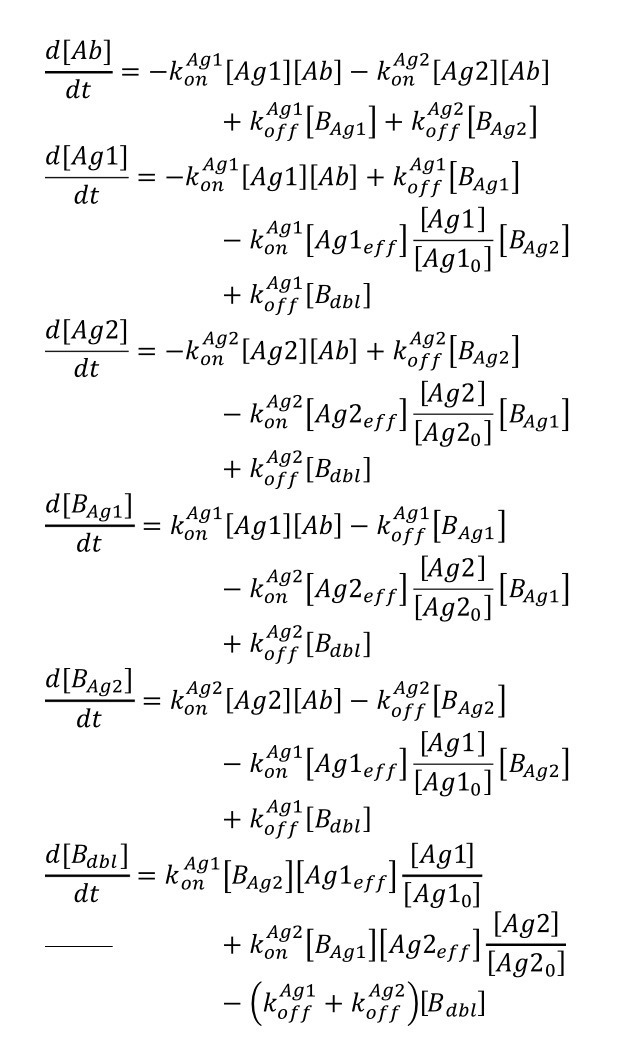 d[Ab]/dt = −k_on^Ag1[Ag1][Ab] − k_on^Ag2[Ag2][Ab]
+ k_off^Ag1[B_Ag1] + k_off^Ag2[B_Ag2]
d[Ag1]/dt = −k_on^Ag1[Ag1][Ab] + k_off^Ag1[B_Ag1]
− k_on^Ag1[Ag1_eff] [Ag1]/[Ag1_0] [B_Ag2]
+ k_off^Ag1[B_dbl]
d[Ag2]/dt = −k_on^Ag2[Ag2][Ab] + k_off^Ag2[B_Ag2]
− k_on^Ag2[Ag2_eff] [Ag2]/[Ag2_0] [B_Ag1]
+ k_off^Ag2[B_dbl]
d[B_Ag1]/dt = k_on^Ag1[Ag1][Ab] − k_off^Ag1[B_Ag1]
− k_on^Ag2[Ag2_eff] [Ag2]/[Ag2_0] [B_Ag1]
+ k_off^Ag2[B_dbl]
d[B_Ag2]/dt = k_on^Ag2[Ag2][Ab] − k_off^Ag2[B_Ag2]
− k_on^Ag1[Ag1_eff] [Ag1]/[Ag1_0] [B_Ag2]
+ k_off^Ag1[B_dbl]
d[B_dbl]/dt = k_on^Ag1[B_Ag2][Ag1_eff] [Ag1]/[Ag1_0]
+ k_on^Ag2[B_Ag1][Ag2_eff] [Ag2]/[Ag2_0]
− (k_off^Ag1 + k_off^Ag2)[B_dbl]